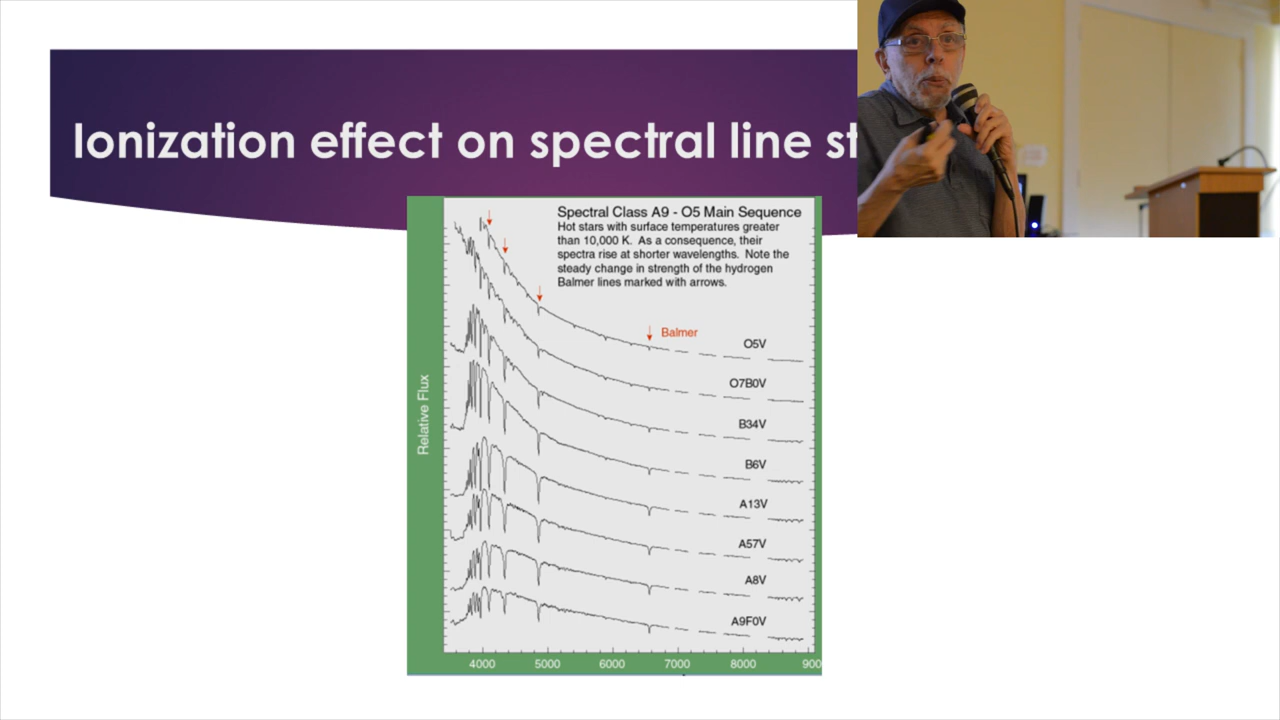 Ionization effect on spectral line st
Spectral Class A9 - O5 Main Sequence
Hot stars with surface temperatures greater
than 10,000 K. As a consequence, their
spectra rise at shorter wavelengths. Note the
steady change in strength of the hydrogen
Balmer lines marked with arrows.
Balmer
O5V
O7B0V
B34V
B6V
A13V
A57V
A8V
A9F0V
Relative Flux
4000 5000 6000 7000 8000 900